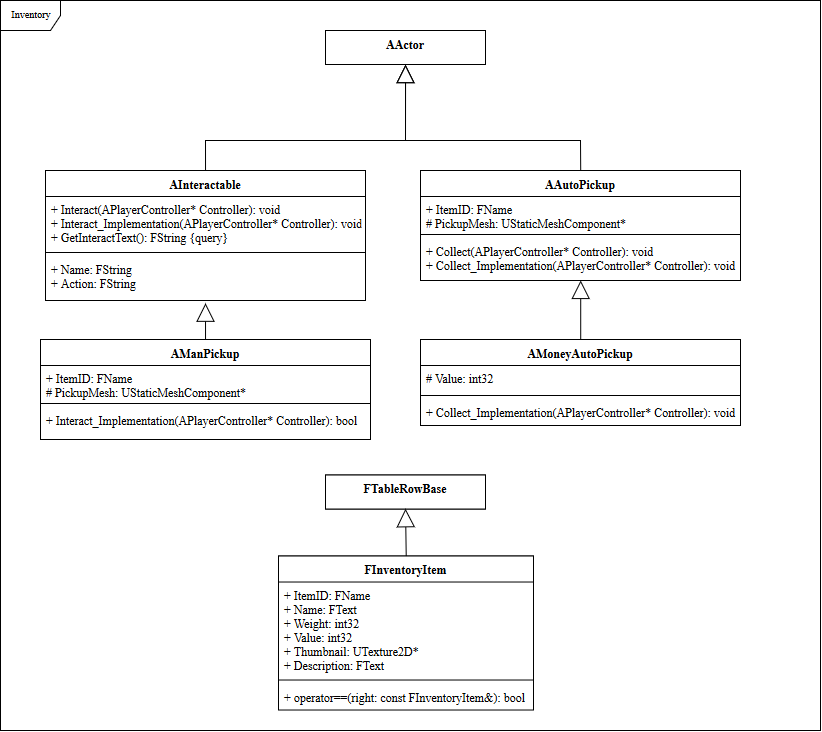 Inventory
AActor
AInteractable
+ Interact(APlayerController* Controller): void
+ Interact_Implementation(APlayerController* Controller): void
+ GetInteractText(): FString {query}
+ Name: FString
+ Action: FString
AAutoPickup
+ ItemID: FName
# PickupMesh: UStaticMeshComponent*
+ Collect(APlayerController* Controller): void
+ Collect_Implementation(APlayerController* Controller): void
AManPickup
+ ItemID: FName
# PickupMesh: UStaticMeshComponent*
+ Interact_Implementation(APlayerController* Controller): bool
AMoneyAutoPickup
# Value: int32
+ Collect_Implementation(APlayerController* Controller): void
FTableRowBase
FInventoryItem
+ ItemID: FName
+ Name: FText
+ Weight: int32
+ Value: int32
+ Thumbnail: UTexture2D*
+ Description: FText
+ operator==(right: const FInventoryItem&): bool